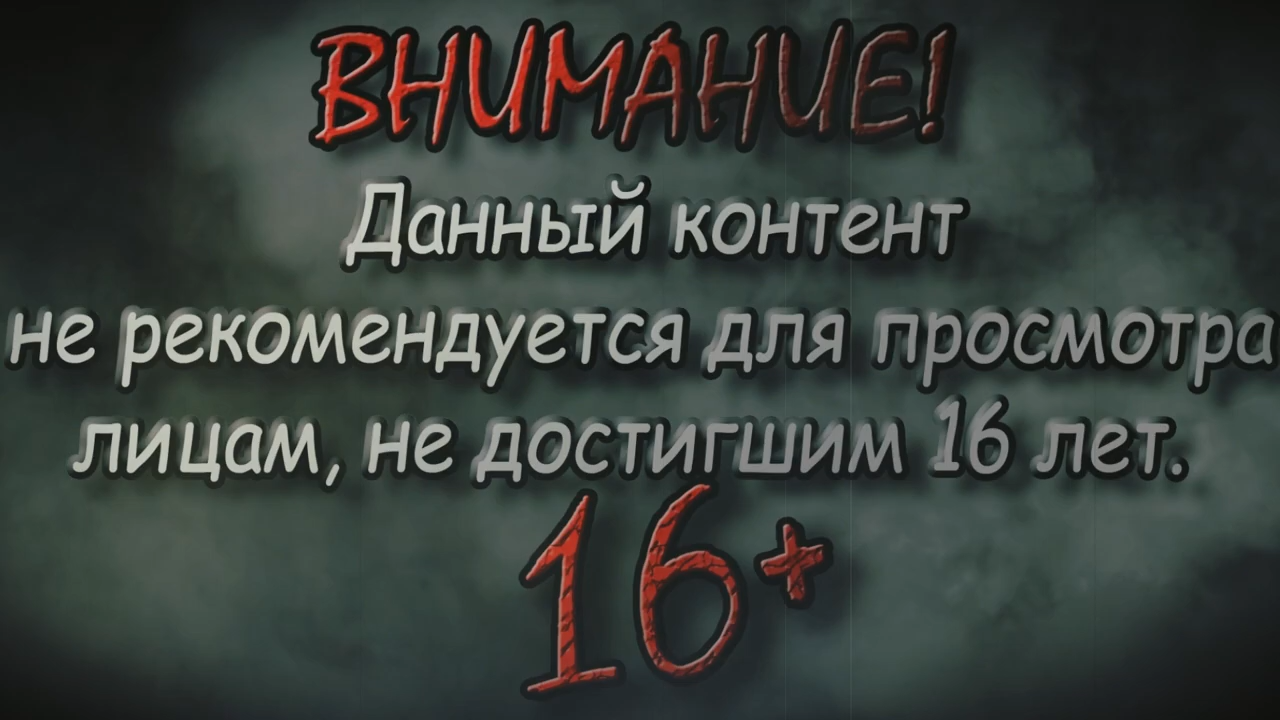 ВНИМАНИЕ!
Данный контент
не рекомендуется для просмотра
лицам, не достигшим 16 лет.
16+